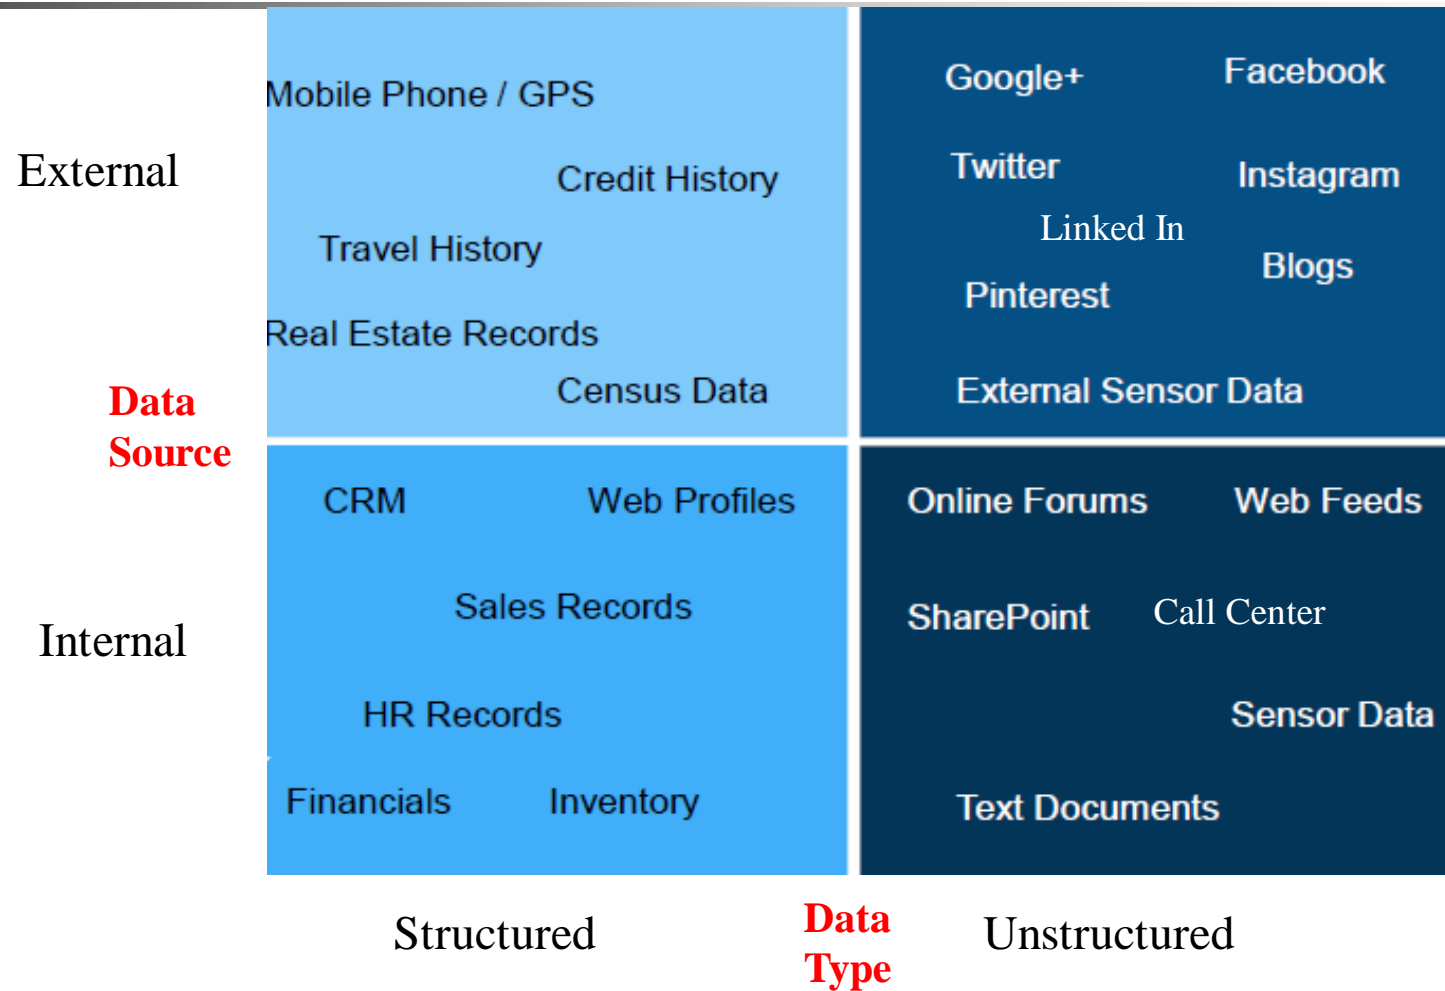 External
Mobile Phone / GPS
Credit History
Travel History
Real Estate Records
Census Data
Google+
Facebook
Twitter
Instagram
Linked In
Blogs
Pinterest
External Sensor Data
Data
Source
Internal
CRM
Web Profiles
Sales Records
HR Records
Financials
Inventory
Online Forums
Web Feeds
SharePoint
Call Center
Sensor Data
Text Documents
Structured
Data
Type
Unstructured